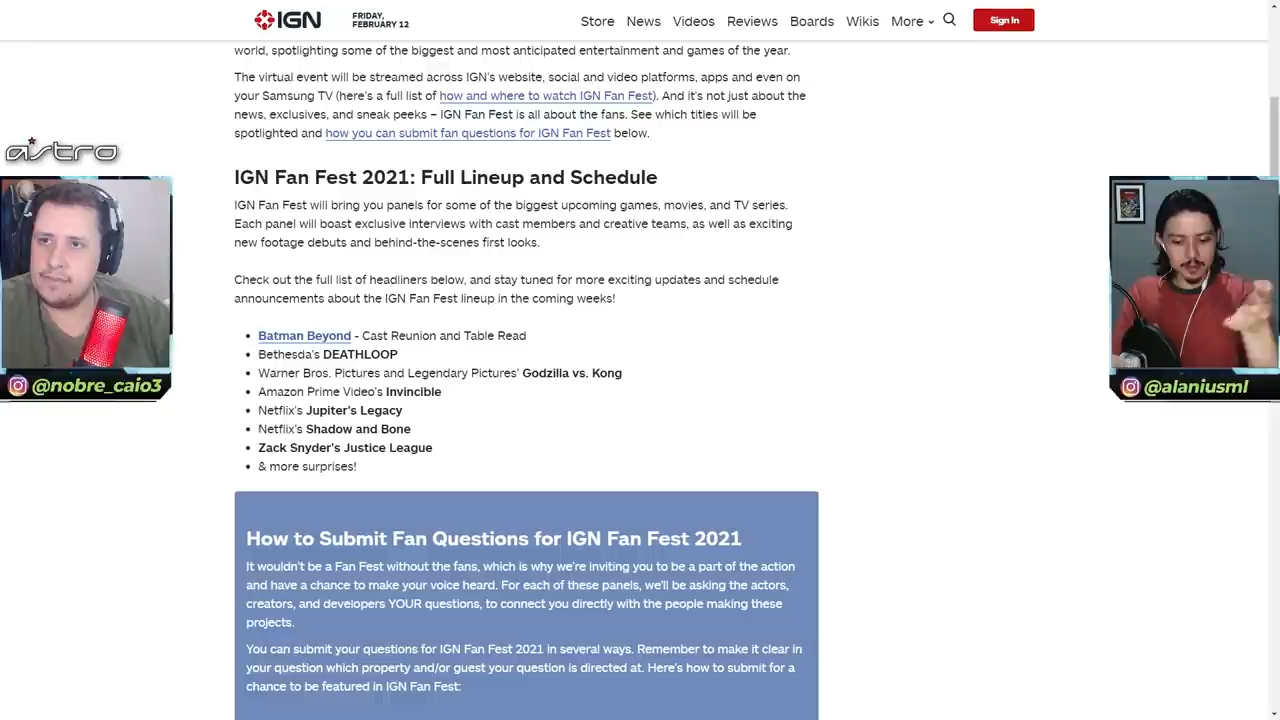 IGN
FRIDAY,
FEBRUARY 12
Store News Videos Reviews Boards Wikis More
Sign In
world, spotlighting some of the biggest and most anticipated entertainment and games of the year.
The virtual event will be streamed across IGN's website, social and video platforms, apps and even on
your Samsung TV (here's a full list of how and where to watch IGN Fan Fest). And it's not just about the
news, exclusives, and sneak peeks – IGN Fan Fest is all about the fans. See which titles will be
spotlighted and how you can submit fan questions for IGN Fan Fest below.
astro
IGN Fan Fest 2021: Full Lineup and Schedule
IGN Fan Fest will bring you panels for some of the biggest upcoming games, movies, and TV series.
Each panel will boast exclusive interviews with cast members and creative teams, as well as exciting
new footage debuts and behind-the-scenes first looks.
Check out the full list of headliners below, and stay tuned for more exciting updates and schedule
announcements about the IGN Fan Fest lineup in the coming weeks!
Batman Beyond - Cast Reunion and Table Read
Bethesda's DEATHLOOP
Warner Bros. Pictures and Legendary Pictures' Godzilla vs. Kong
Amazon Prime Video's Invincible
Netflix's Jupiter's Legacy
Netflix's Shadow and Bone
Zack Snyder's Justice League
& more surprises!
@nobre_caio3
@alaniusml
How to Submit Fan Questions for IGN Fan Fest 2021
It wouldn't be a Fan Fest without the fans, which is why we're inviting you to be a part of the action
and have a chance to make your voice heard. For each of these panels, we'll be asking the actors,
creators, and developers YOUR questions, to connect you directly with the people making these
projects.
You can submit your questions for IGN Fan Fest 2021 in several ways. Remember to make it clear in
your question which property and/or guest your question is directed at. Here's how to submit for a
chance to be featured in IGN Fan Fest: